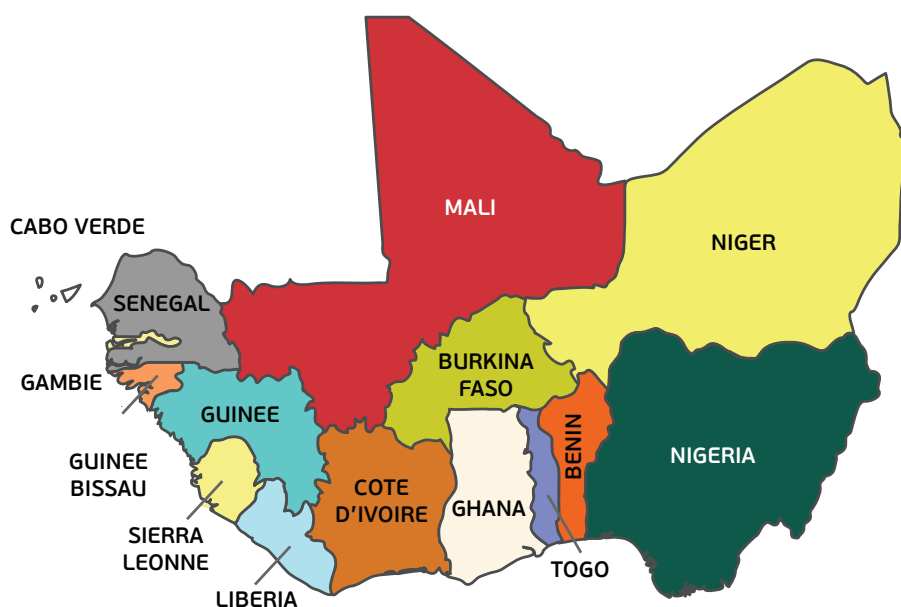 MALI
CABO VERDE
NIGER
SENEGAL
BURKINA
FASO
GAMBIE
GUINEE
BENIN
NIGERIA
GUINEE
BISSAU
COTE
D'IVOIRE
GHANA
SIERRA
LEONNE
TOGO
LIBERIA